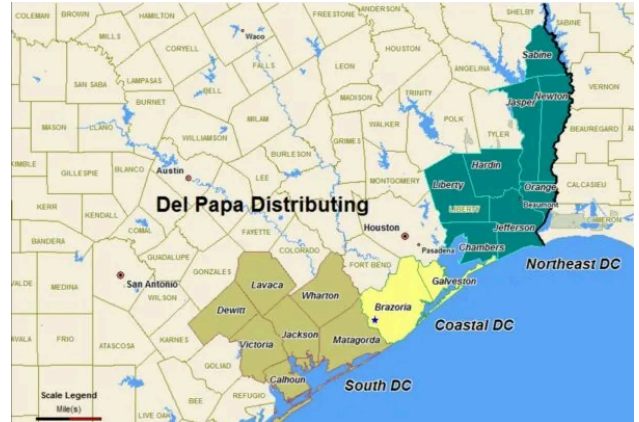 COLEMAN
BROWN
HAMILTON
MILLS
CORYELL
Waco
FREESTONE
ANDERSON
SHELBY
SABINE
Sabine
FALLS
LEON
HOUSTON
ANGELINA
SAN SABA
LAMPASAS
BELL
MADISON
TRINITY
Jasper
Newton
VERNON
BURNET
MILAM
POLK
MASON
LLANO
WILLIAMSON
GRIMES
WALKER
TYLER
BEAUREGARD
BURLESON
Hardin
KIMBLE
GILLESPIE
BLANCO
Austin
LEE
MONTGOMERY
Liberty
Orange
CALCASIEU
KERR
KENDALL
Del Papa Distributing
LIBERTY
Beaumont
CAMERON
COMAL
FAYETTE
Houston
Jefferson
BANDERA
GUADALUPE
COLORADO
Pasadena
Chambers
Northeast DC
GONZALES
FORT BEND
MEDINA
San Antonio
Lavaca
Wharton
Galveston
WILSON
Dewitt
Brazoria
Coastal DC
Jackson
Matagorda
FRIO
ATASCOSA
KARNES
Victoria
GOLIAD
Calhoun
South DC
Scale Legend
BEE
REFUGIO
Mile(s)
LIVE OAK